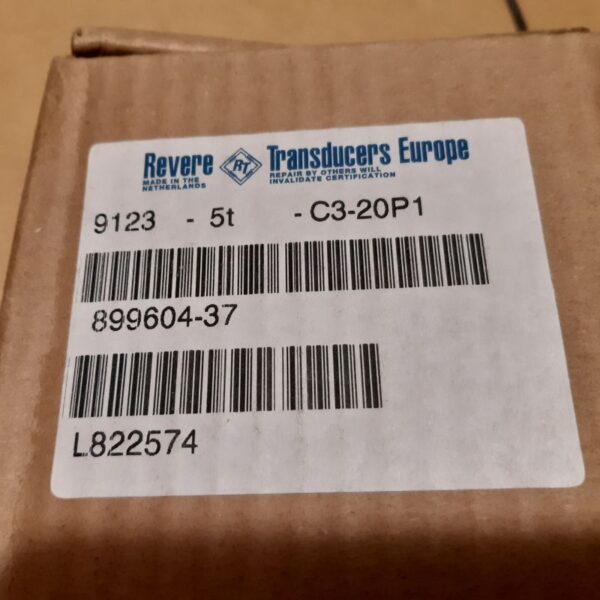 Revere RT Transducers Europe
MADE IN THE NETHERLANDS
REPAIR BY OTHERS WILL INVALIDATE CERTIFICATION
9123 - 5t - C3-20P1
899604-37
L822574